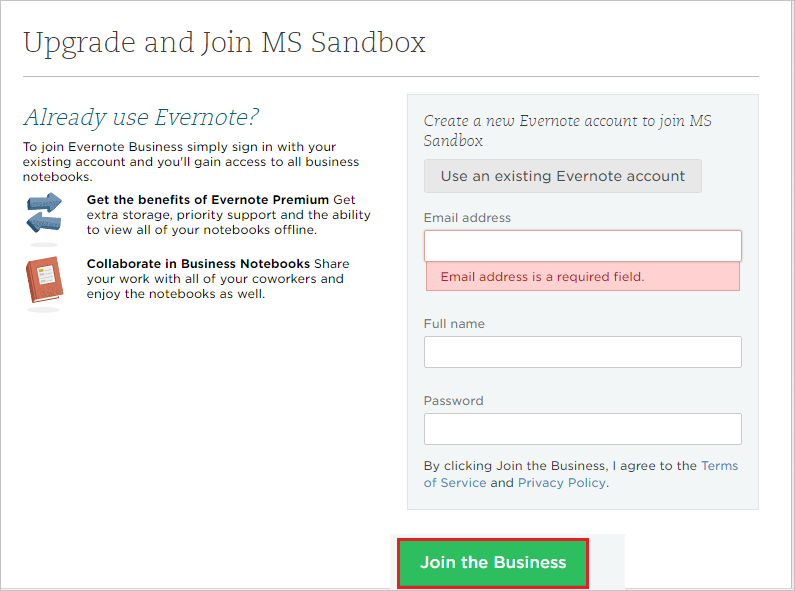 Upgrade and Join MS Sandbox
Already use Evernote?
To join Evernote Business simply sign in with your
existing account and you'll gain access to all business
notebooks.
Get the benefits of Evernote Premium Get
extra storage, priority support and the ability
to view all of your notebooks offline.
Collaborate in Business Notebooks Share
your work with all of your coworkers and
enjoy the notebooks as well.
Create a new Evernote account to join MS
Sandbox
Use an existing Evernote account
Email address
Email address is a required field.
Full name
Password
By clicking Join the Business, I agree to the Terms
of Service and Privacy Policy.
Join the Business